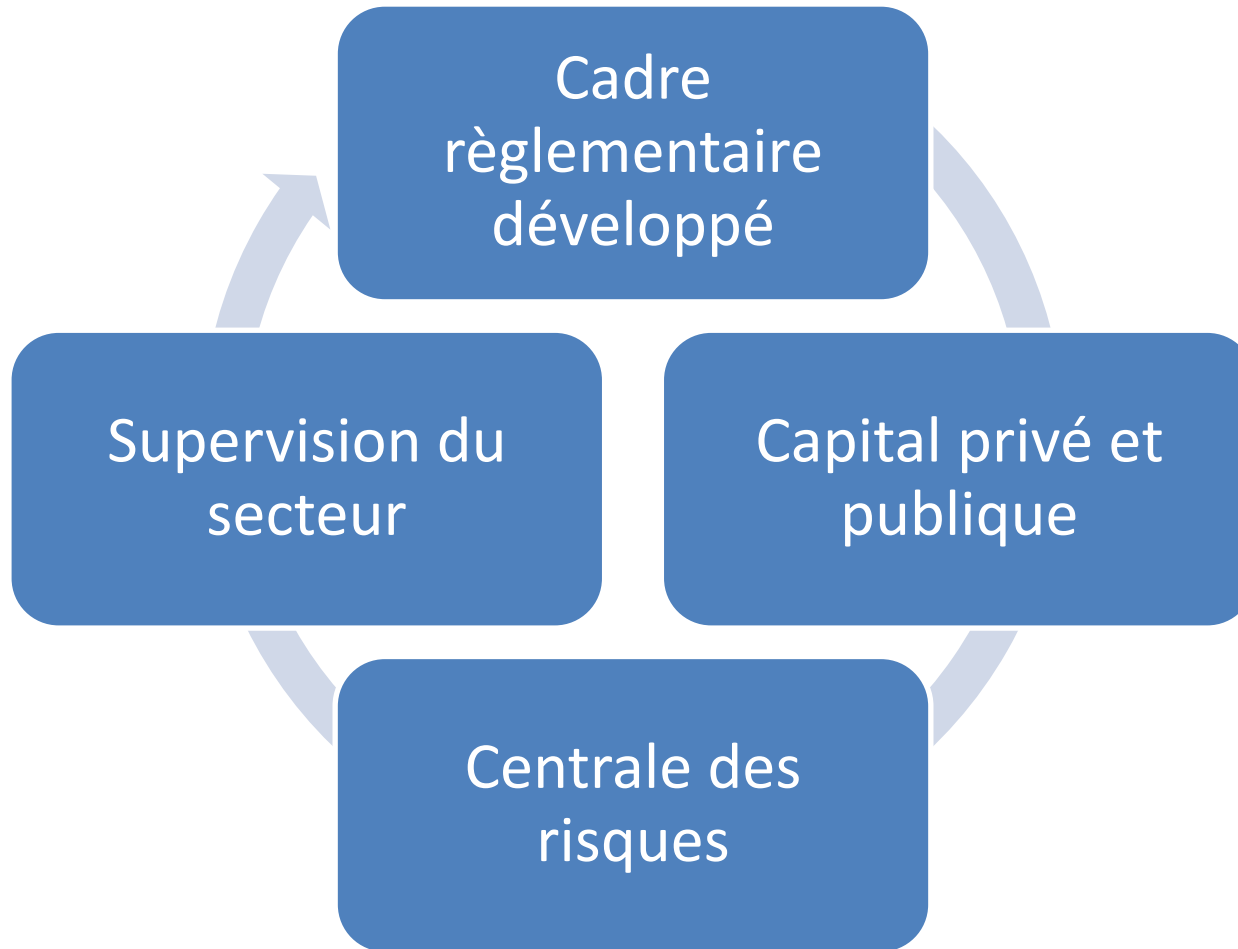 Cadre
règlementaire
développé
Supervision du
secteur
Capital privé et
publique
Centrale des
risques